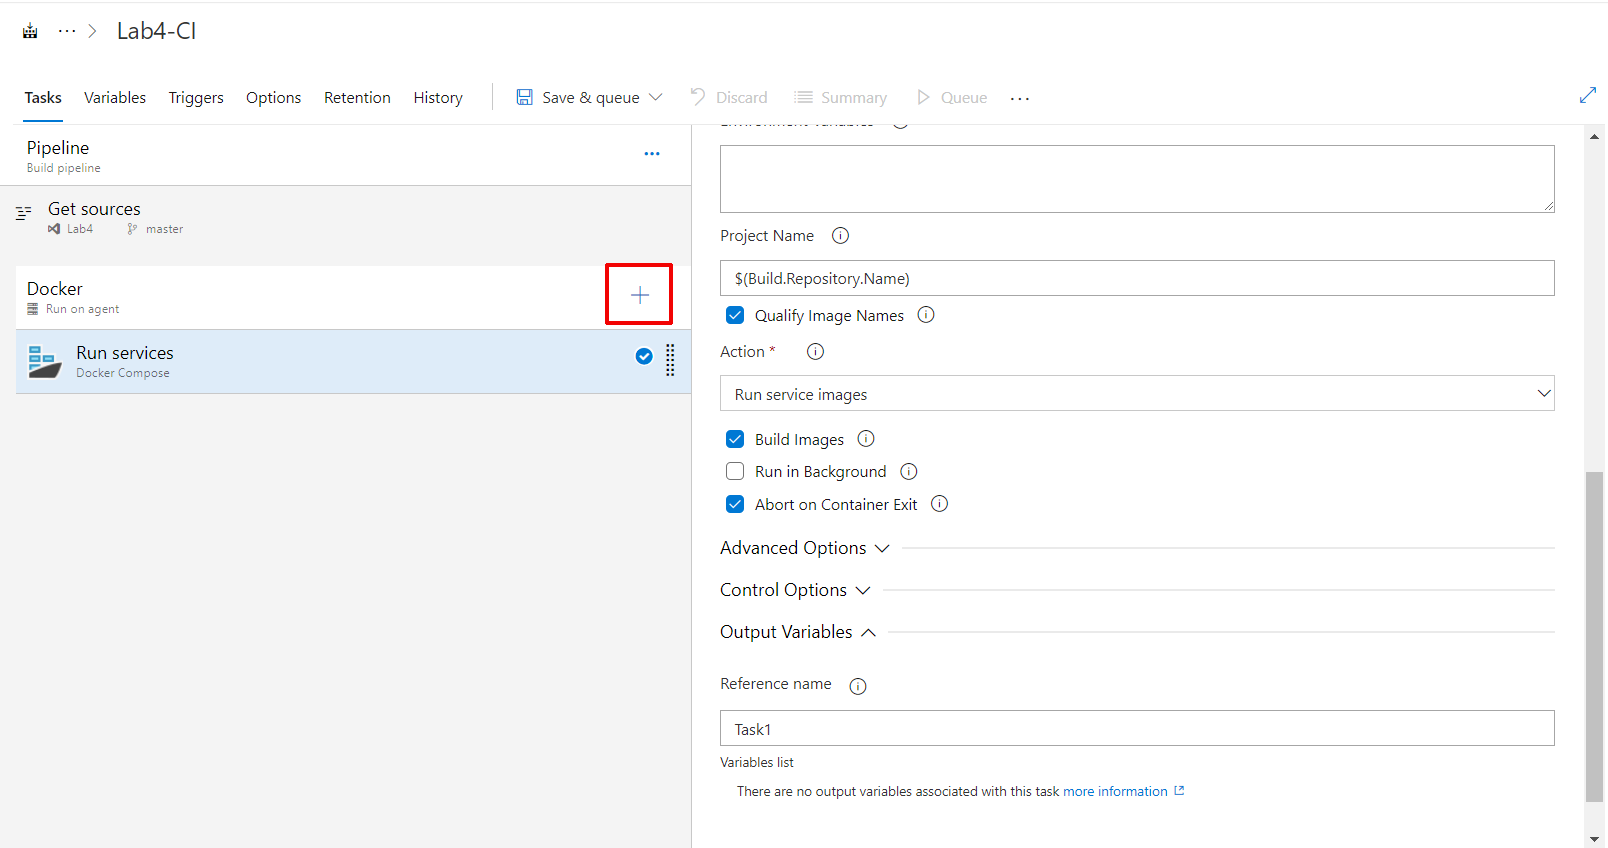 Lab4-CI
Tasks Variables Triggers Options Retention History Save & queue Discard Summary Queue
Pipeline
Build pipeline
Get sources
Lab4 master
Docker
Run on agent
Run services
Docker Compose
Environment Variables
Project Name
$(Build.Repository.Name)
Qualify Image Names
Action *
Run service images
Build Images
Run in Background
Abort on Container Exit
Advanced Options
Control Options
Output Variables
Reference name
Task1
Variables list
There are no output variables associated with this task more information